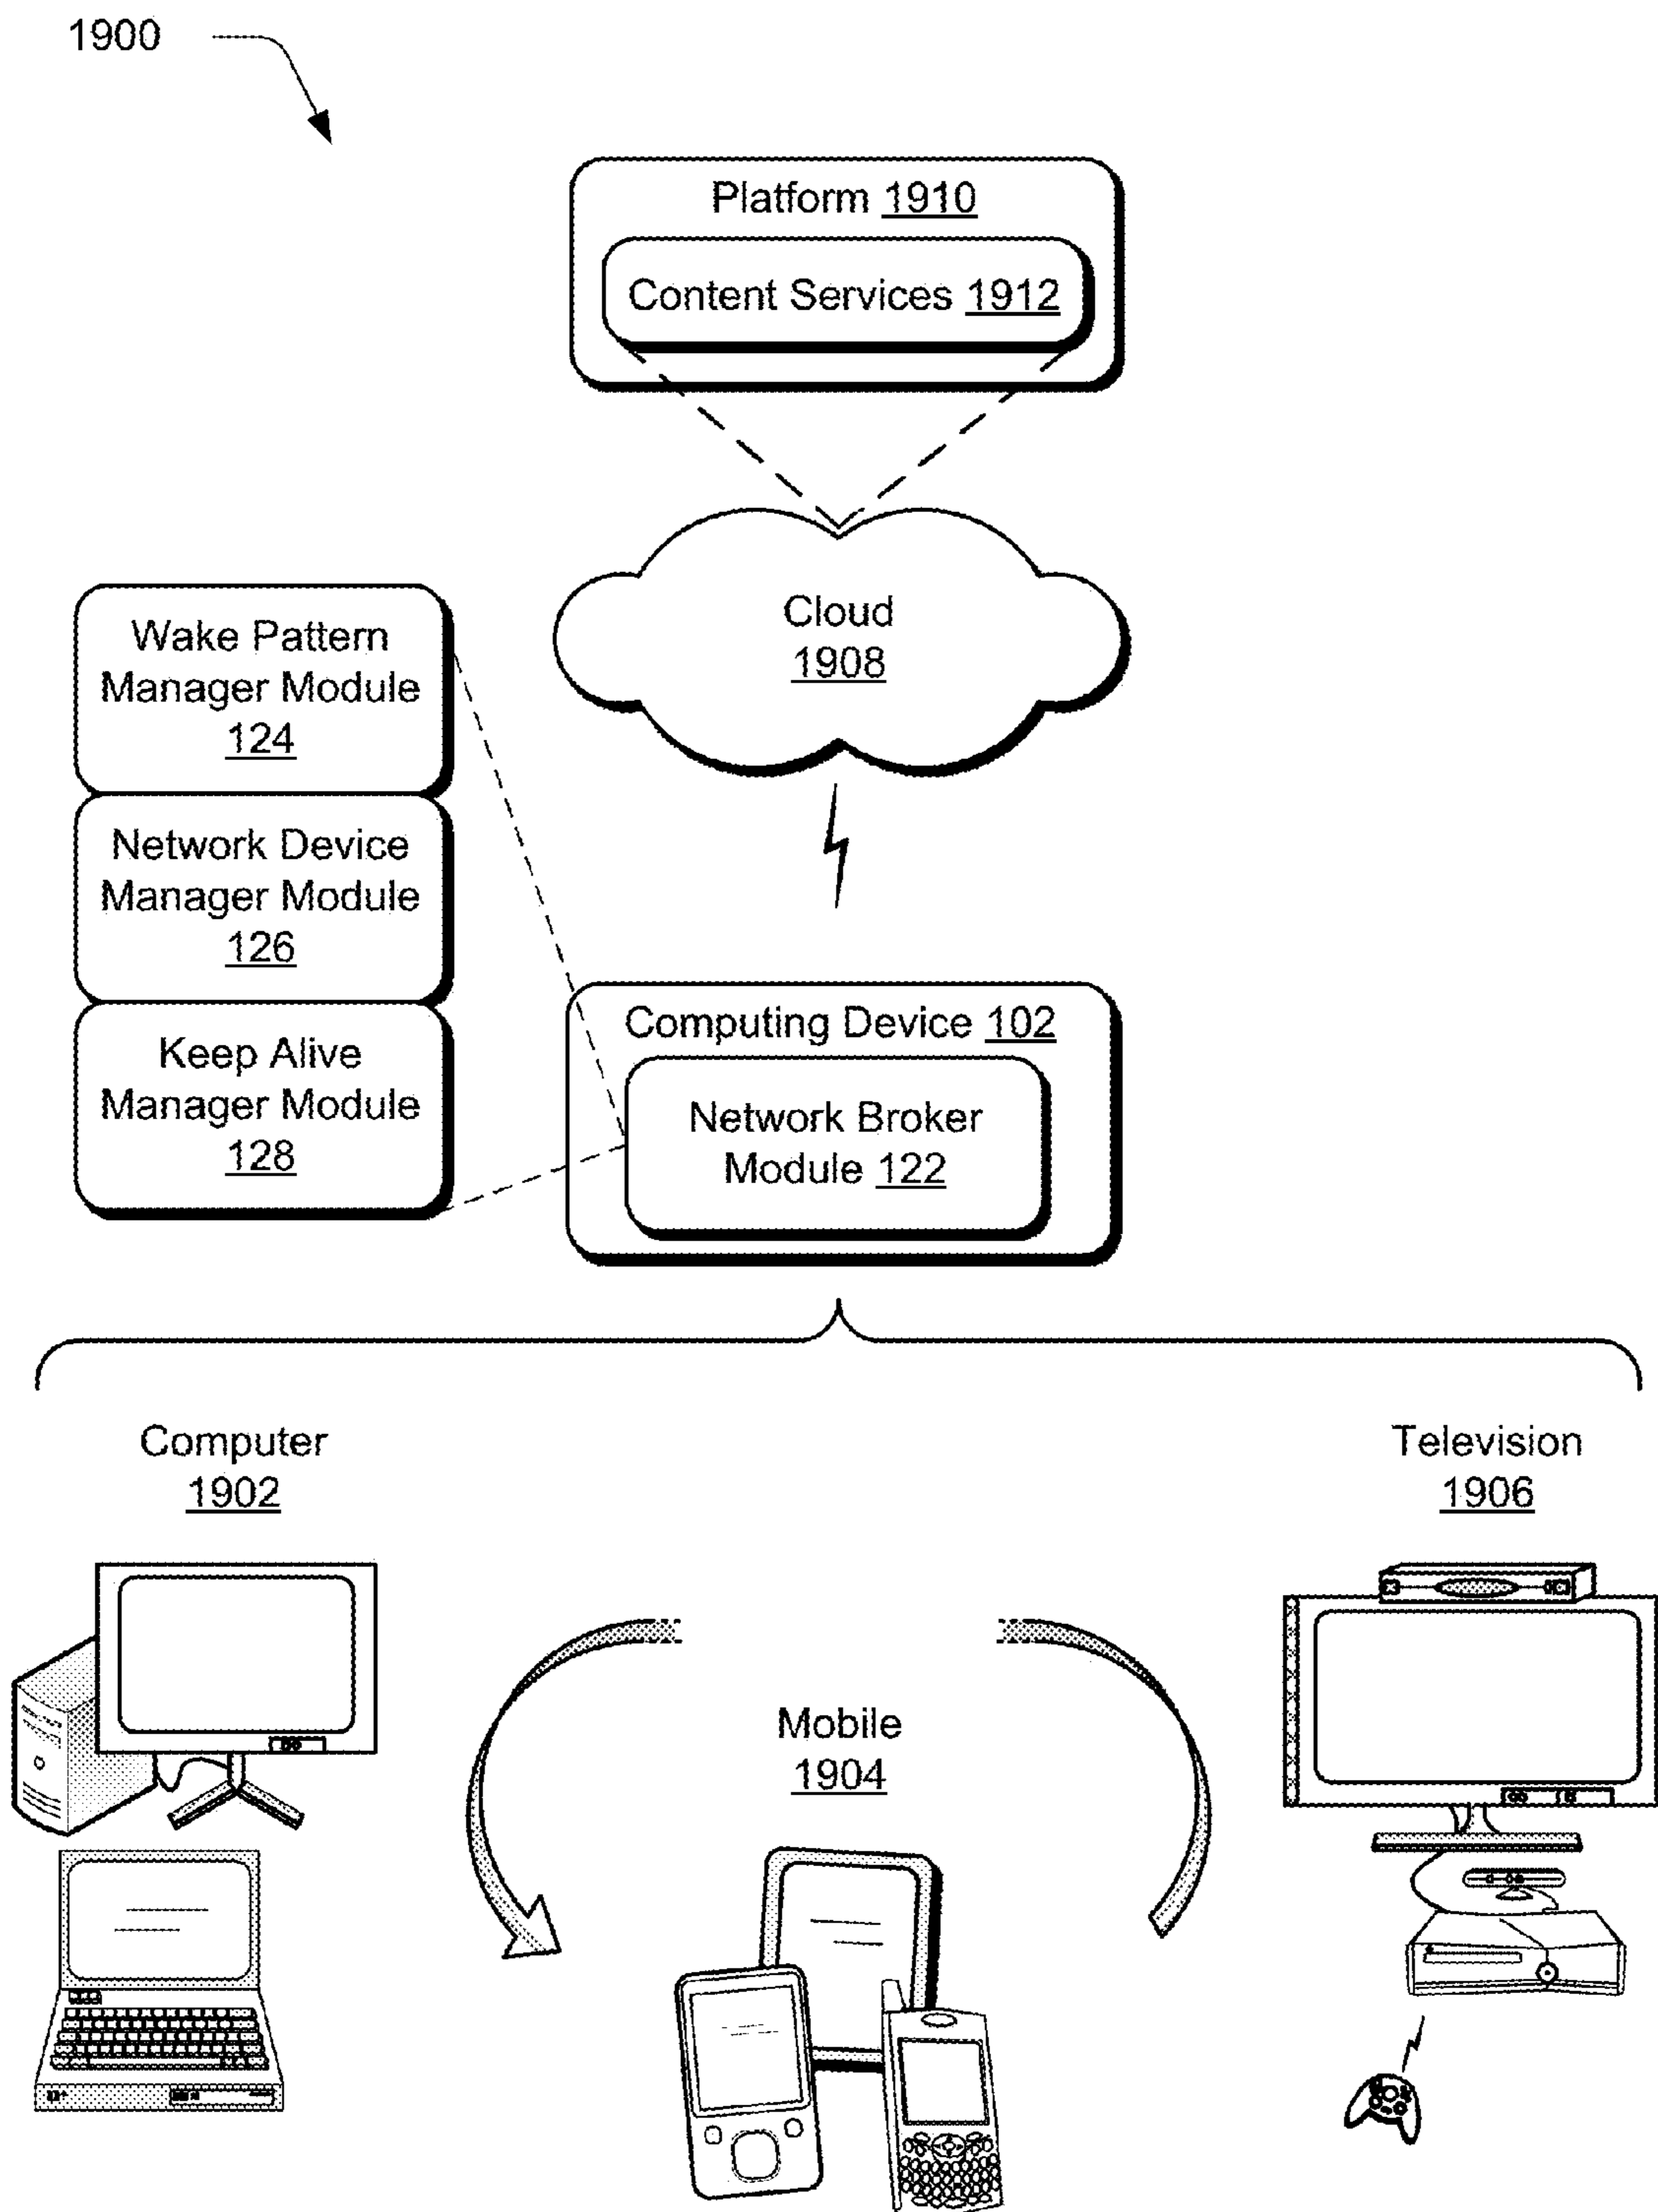 1900
Platform 1910
Content Services 1912
Cloud
1908
Wake Pattern
Manager Module
124
Network Device
Manager Module
126
Keep Alive
Manager Module
128
Computing Device 102
Network Broker
Module 122
Computer
1902
Television
1906
Mobile
1904